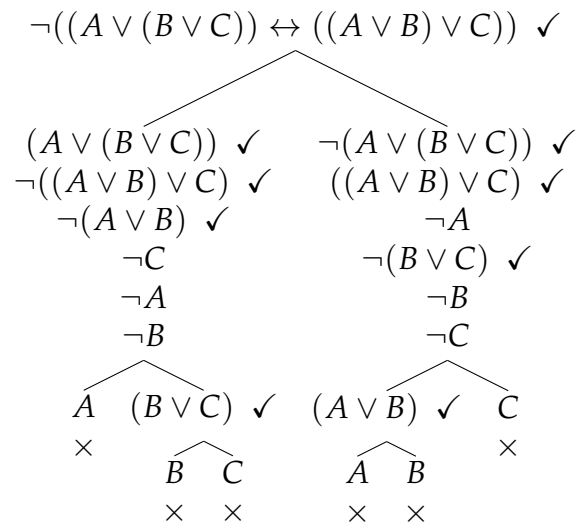 ¬((A ∨ (B ∨ C)) ↔ ((A ∨ B) ∨ C)) ✓
(A ∨ (B ∨ C)) ✓ ¬(A ∨ (B ∨ C)) ✓
¬((A ∨ B) ∨ C) ✓ ((A ∨ B) ∨ C) ✓
¬(A ∨ B) ✓ ¬A
¬C ¬(B ∨ C) ✓
¬A ¬B
¬B ¬C
A (B ∨ C) ✓ (A ∨ B) ✓ C
× ×
B C A B
× × × ×